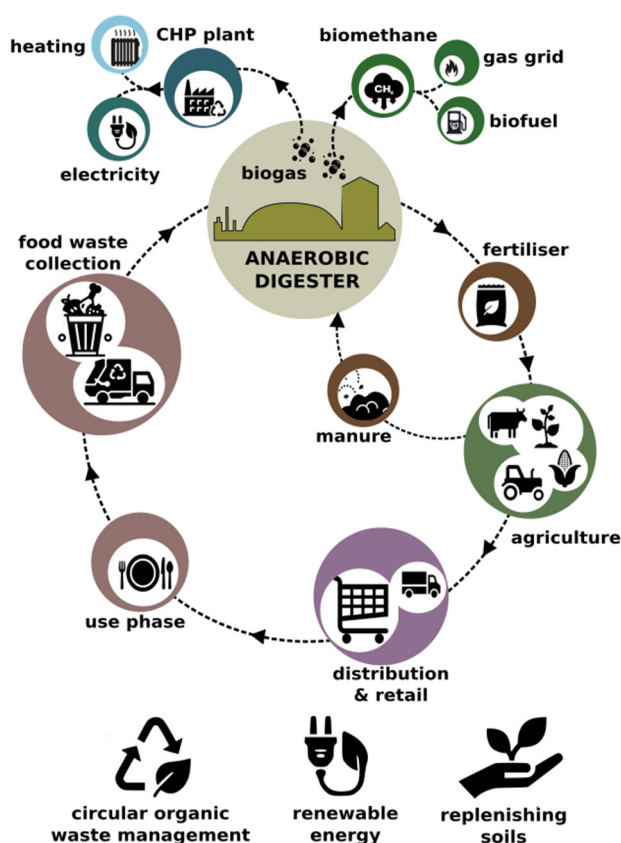 heating
CHP plant
biomethane
gas grid
CH₄
electricity
biofuel
biogas
food waste
collection
ANAEROBIC
DIGESTER
fertiliser
manure
agriculture
use phase
distribution
& retail
circular organic
waste management
renewable
energy
replenishing
soils